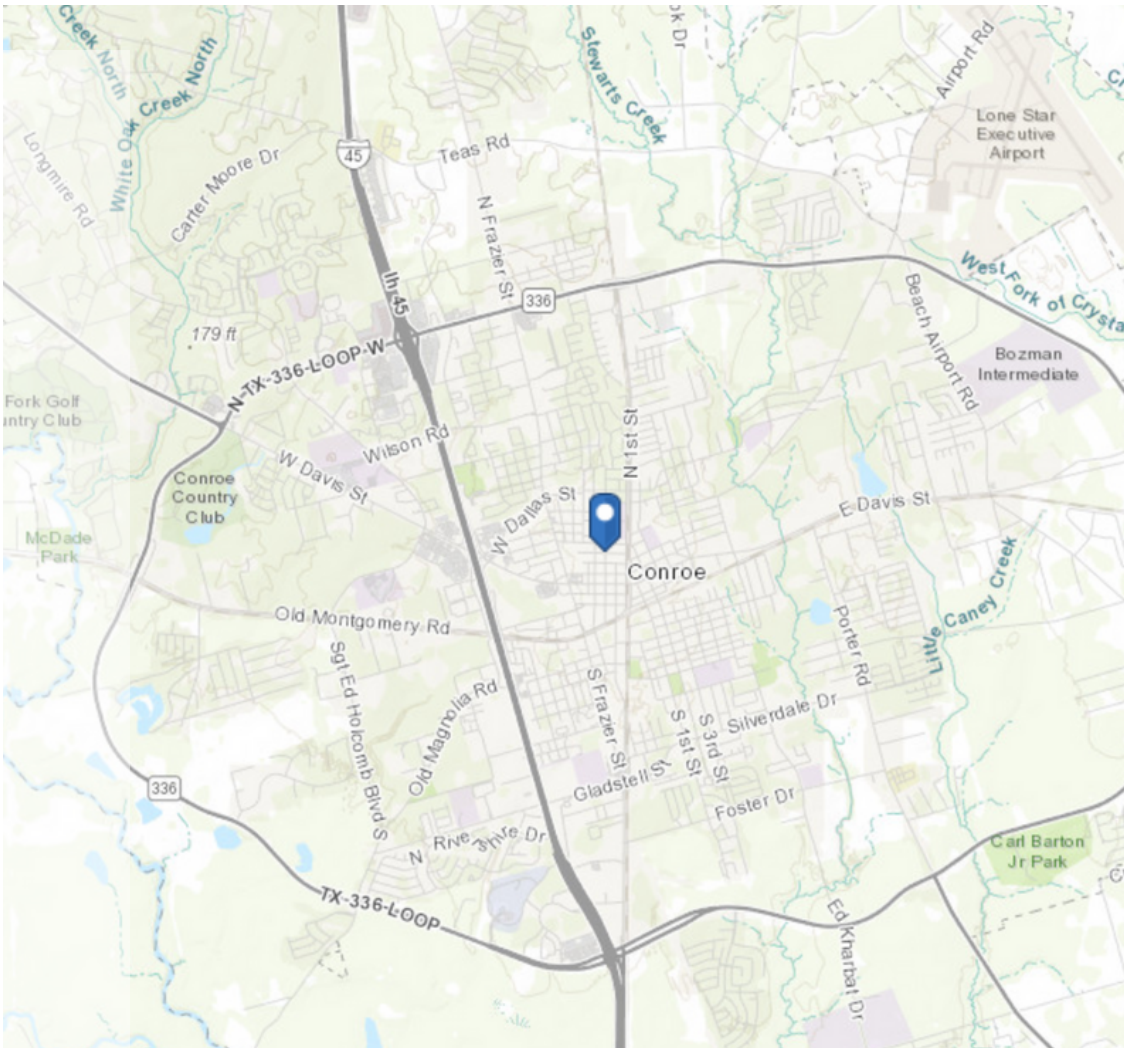 Creek North
White Oak Creek North
Stewarts Creek
Dr
Airport Rd
Lone Star
Executive
Airport
Longmire Rd
Carter Moore Dr
45
Teas Rd
N Frazier St
Ih 45
336
West Fork of Crysta
Beach Airport Rd
179 ft
N-TX-336-LOOP-W
Bozman
Intermediate
Fork Golf
untry Club
Wilson Rd
N 1st St
W Davis St
Conroe
Country
Club
W Dallas St
E Davis St
McDade
Park
Conroe
Little Caney Creek
Old Montgomery Rd
Porter Rd
Sgt Ed Holcomb Blvd S
Old Magnolia Rd
S Frazier St
S 1st St
S 3rd St
Silverdale Dr
336
Gladstell St
Foster Dr
N Rivershire Dr
Carl Barton
Jr Park
TX-336-LOOP
Ed Kharbat Dr